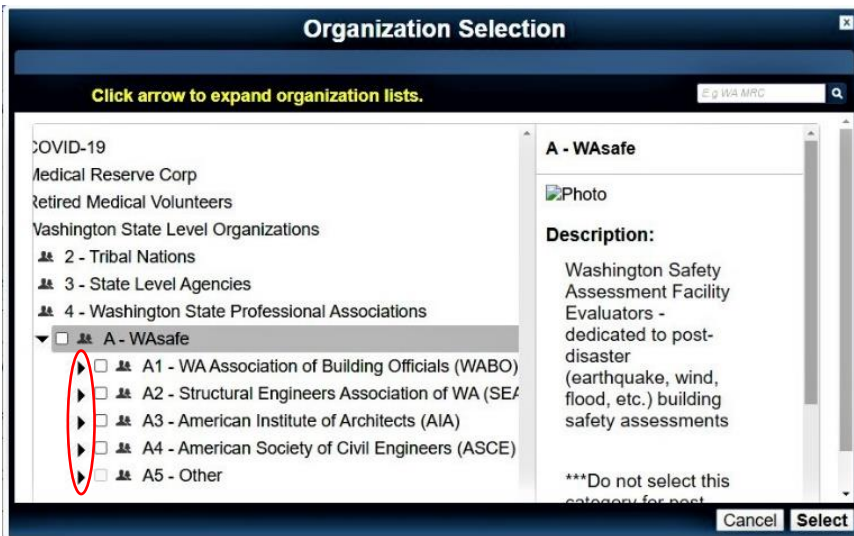 Organization Selection
x
Click arrow to expand organization lists.
E.g WA MRC
COVID-19
Medical Reserve Corp
Retired Medical Volunteers
Washington State Level Organizations
2 - Tribal Nations
3 - State Level Agencies
4 - Washington State Professional Associations
A - WAsafe
A1 - WA Association of Building Officials (WABO)
A2 - Structural Engineers Association of WA (SEA
A3 - American Institute of Architects (AIA)
A4 - American Society of Civil Engineers (ASCE)
A5 - Other
A - WAsafe
Photo
Description:
Washington Safety
Assessment Facility
Evaluators -
dedicated to post-
disaster
(earthquake, wind,
flood, etc.) building
safety assessments
***Do not select this
category for post
Cancel
Select